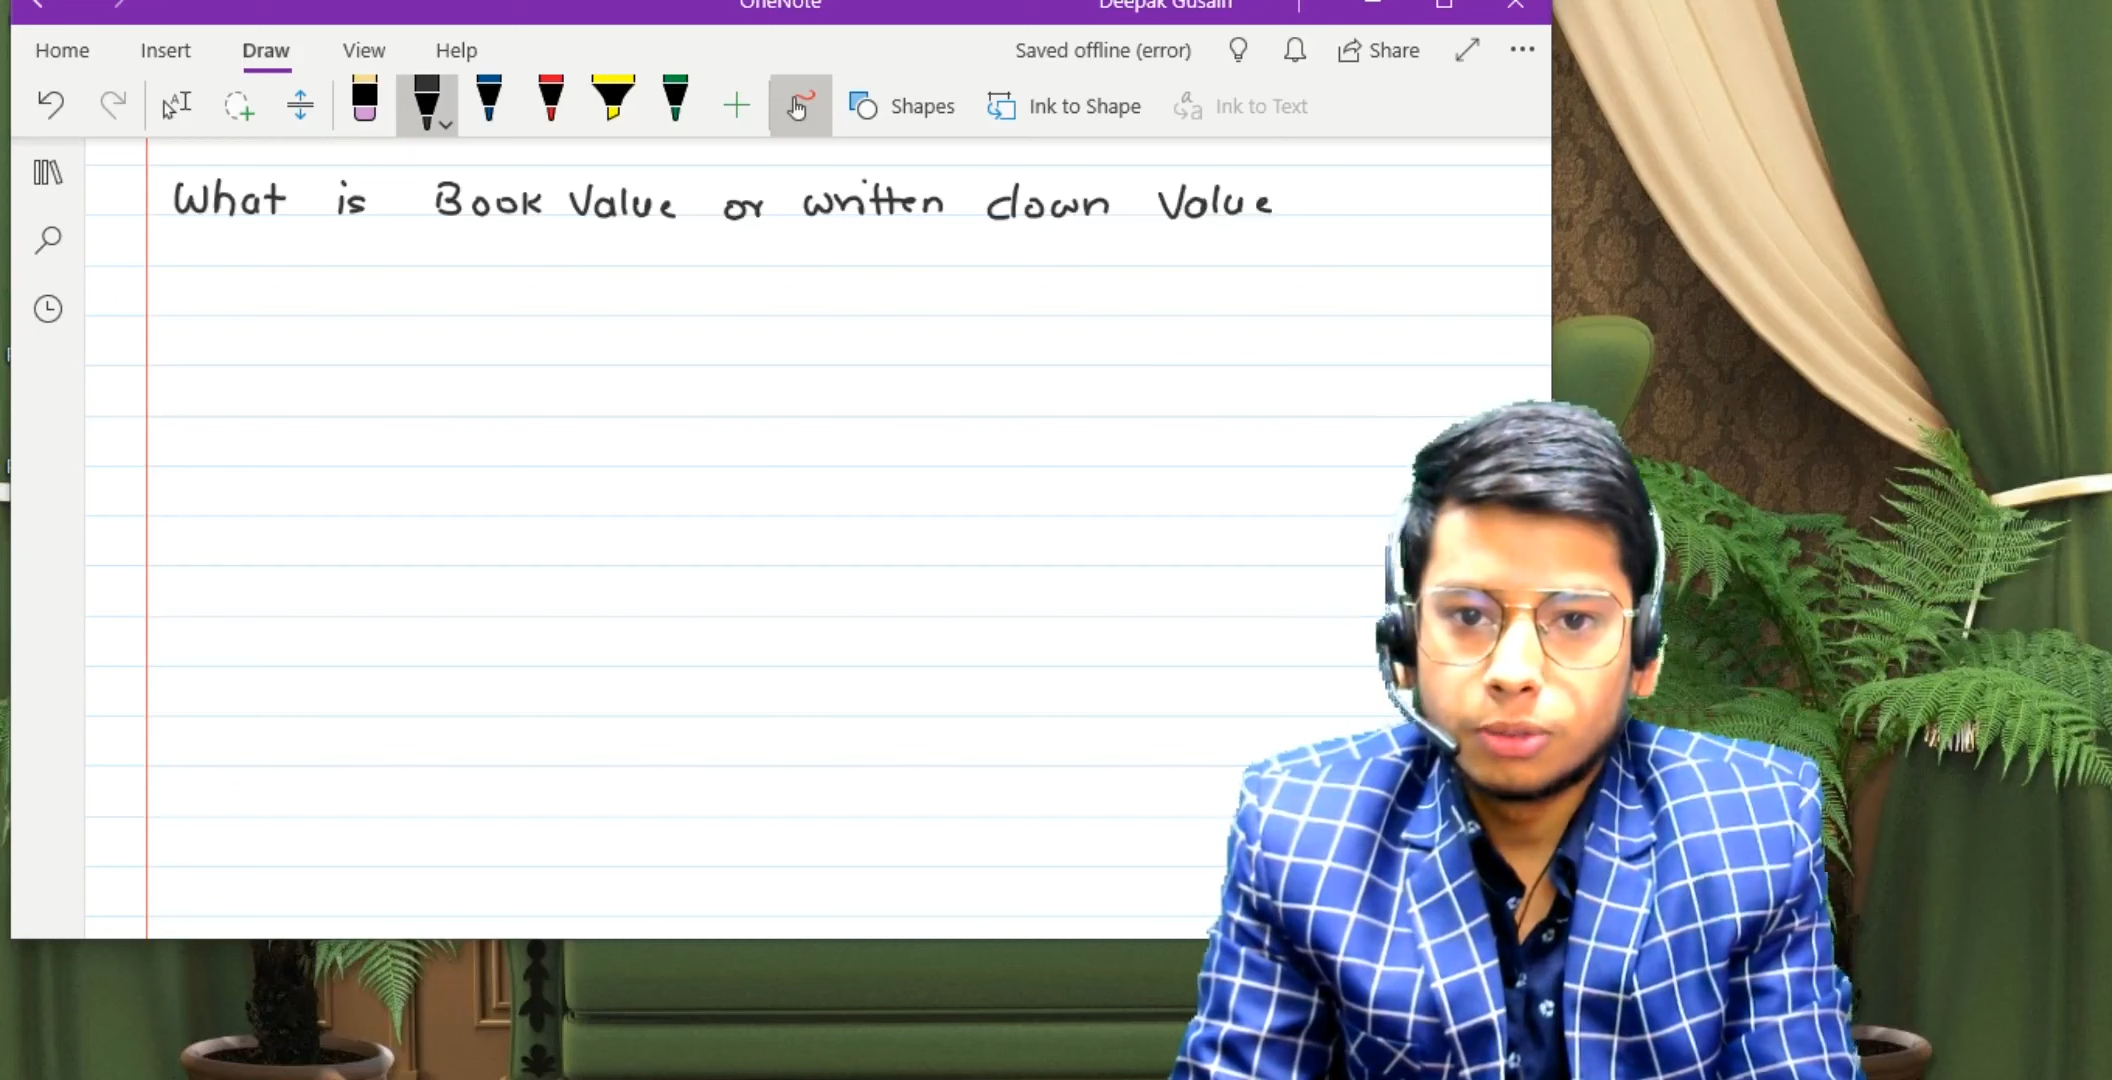 OneNote
Deepak Gusain
Home Insert Draw View Help
Saved offline (error)
Share
Shapes
Ink to Shape
Ink to Text
What is Book Value or written down Value